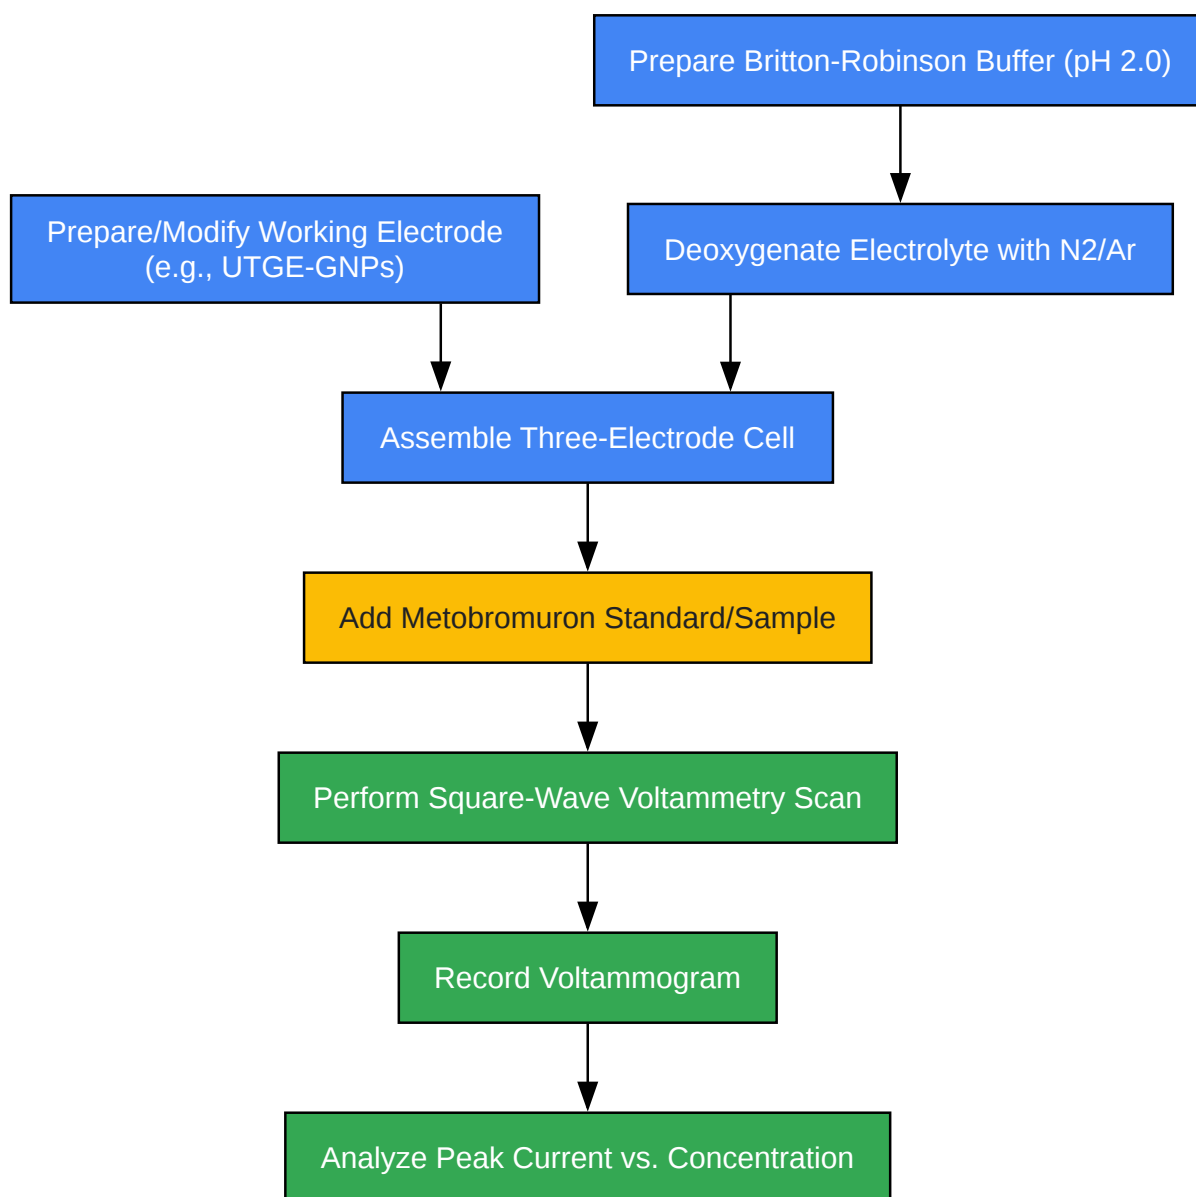 Prepare Britton-Robinson Buffer (pH 2.0)
Prepare/Modify Working Electrode
(e.g., UTGE-GNPs)
Deoxygenate Electrolyte with N2/Ar
Assemble Three-Electrode Cell
Add Metobromuron Standard/Sample
Perform Square-Wave Voltammetry Scan
Record Voltammogram
Analyze Peak Current vs. Concentration